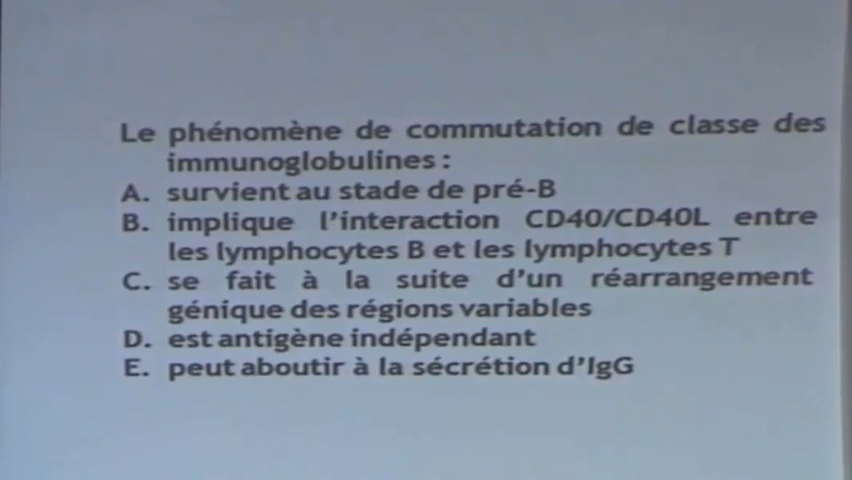 Le phénomène de commutation de classe des
immunoglobulines :
A. survient au stade de pré-B
B. implique l'interaction CD40/CD40L entre
les lymphocytes B et les lymphocytes T
C. se fait à la suite d'un réarrangement
génique des régions variables
D. est antigène indépendant
E. peut aboutir à la sécrétion d'IgG